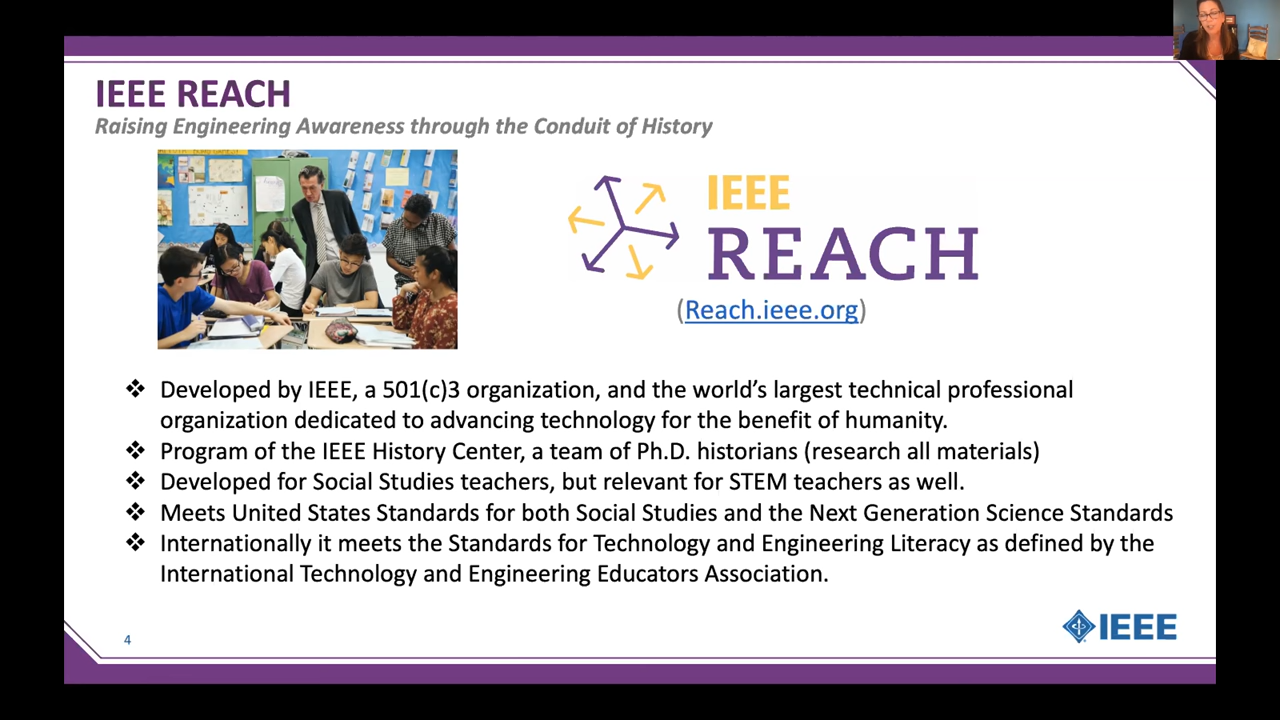 IEEE REACH
Raising Engineering Awareness through the Conduit of History
IEEE
REACH
(Reach.ieee.org)
❖ Developed by IEEE, a 501(c)3 organization, and the world's largest technical professional
organization dedicated to advancing technology for the benefit of humanity.
❖ Program of the IEEE History Center, a team of Ph.D. historians (research all materials)
❖ Developed for Social Studies teachers, but relevant for STEM teachers as well.
❖ Meets United States Standards for both Social Studies and the Next Generation Science Standards
❖ Internationally it meets the Standards for Technology and Engineering Literacy as defined by the
International Technology and Engineering Educators Association.
4
IEEE